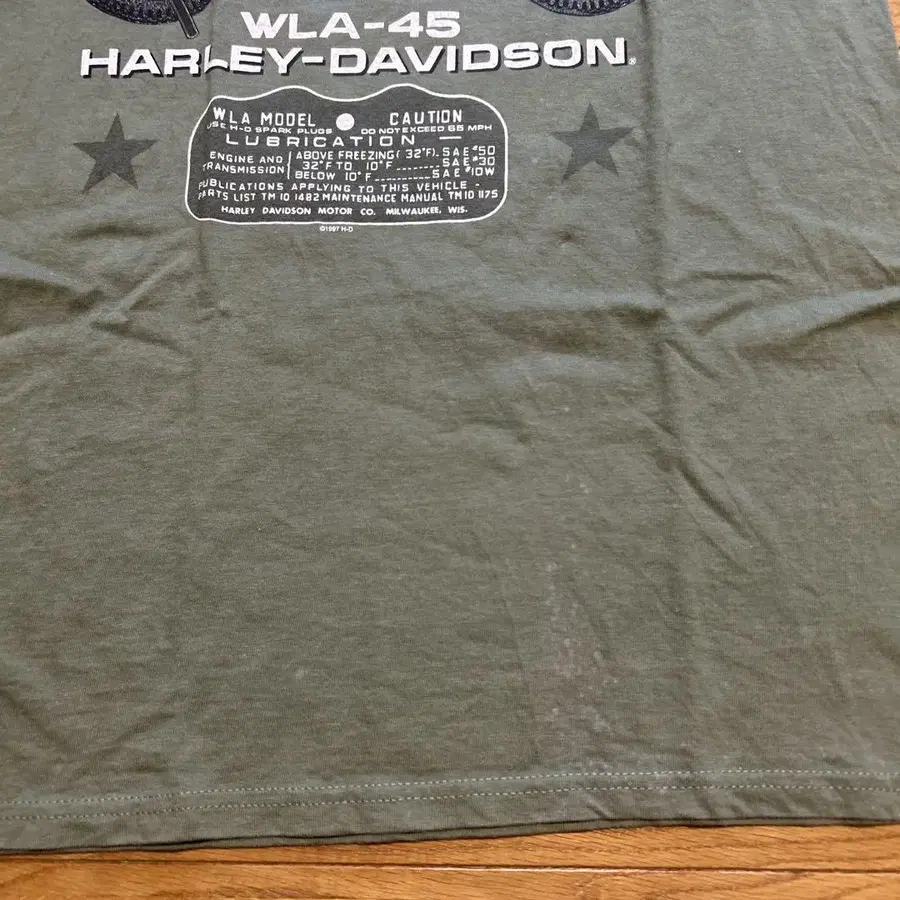 WLA-45
HARLEY-DAVIDSON®
WLA MODEL CAUTION
USE H-D SPARK PLUGS DO NOT EXCEED 65 MPH
LUBRICATION —
ENGINE AND TRANSMISSION
ABOVE FREEZING (32°F). SAE #50
32°F TO 10°F ........ SAE #30
BELOW 10°F .......... SAE #10W
PUBLICATIONS APPLYING TO THIS VEHICLE -
PARTS LIST TM 10 1482 MAINTENANCE MANUAL TM 10 1175
HARLEY DAVIDSON MOTOR CO. MILWAUKEE, WIS.
©1997 H-D